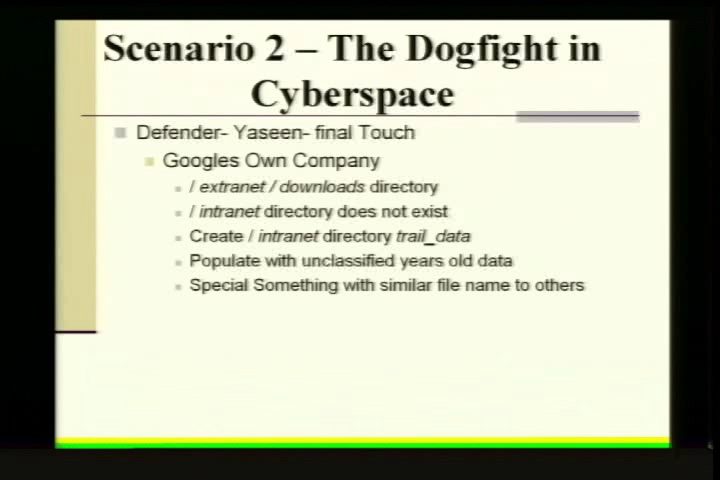 Scenario 2 – The Dogfight in
Cyberspace
Defender- Yaseen- final Touch
Googles Own Company
/ extranet / downloads directory
/ intranet directory does not exist
Create / intranet directory trail_data
Populate with unclassified years old data
Special Something with similar file name to others